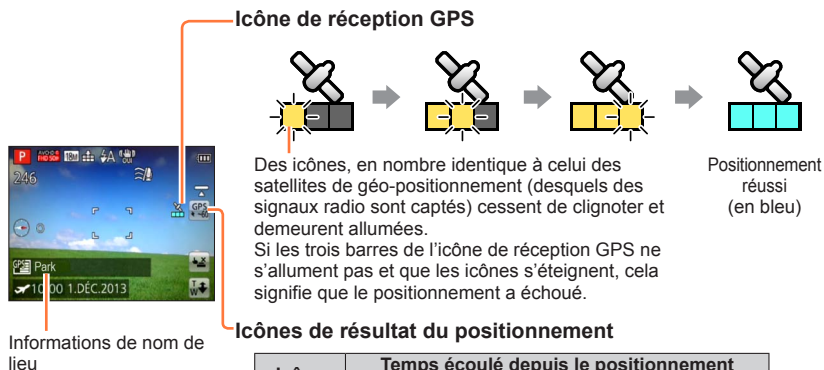 Icône de réception GPS
Des icônes, en nombre identique à celui des
satellites de géo-positionnement (desquels des
signaux radio sont captés) cessent de clignoter et
demeurent allumées.
Si les trois barres de l'icône de réception GPS ne
s'allument pas et que les icônes s'éteignent, cela
signifie que le positionnement a échoué.
Positionnement
réussi
(en bleu)
P 18M ƵA OUI
246
GPS
Park
10:00 1.DÉC.2013
Informations de nom de
lieu
Icônes de résultat du positionnement
Temps écoulé depuis le positionnement